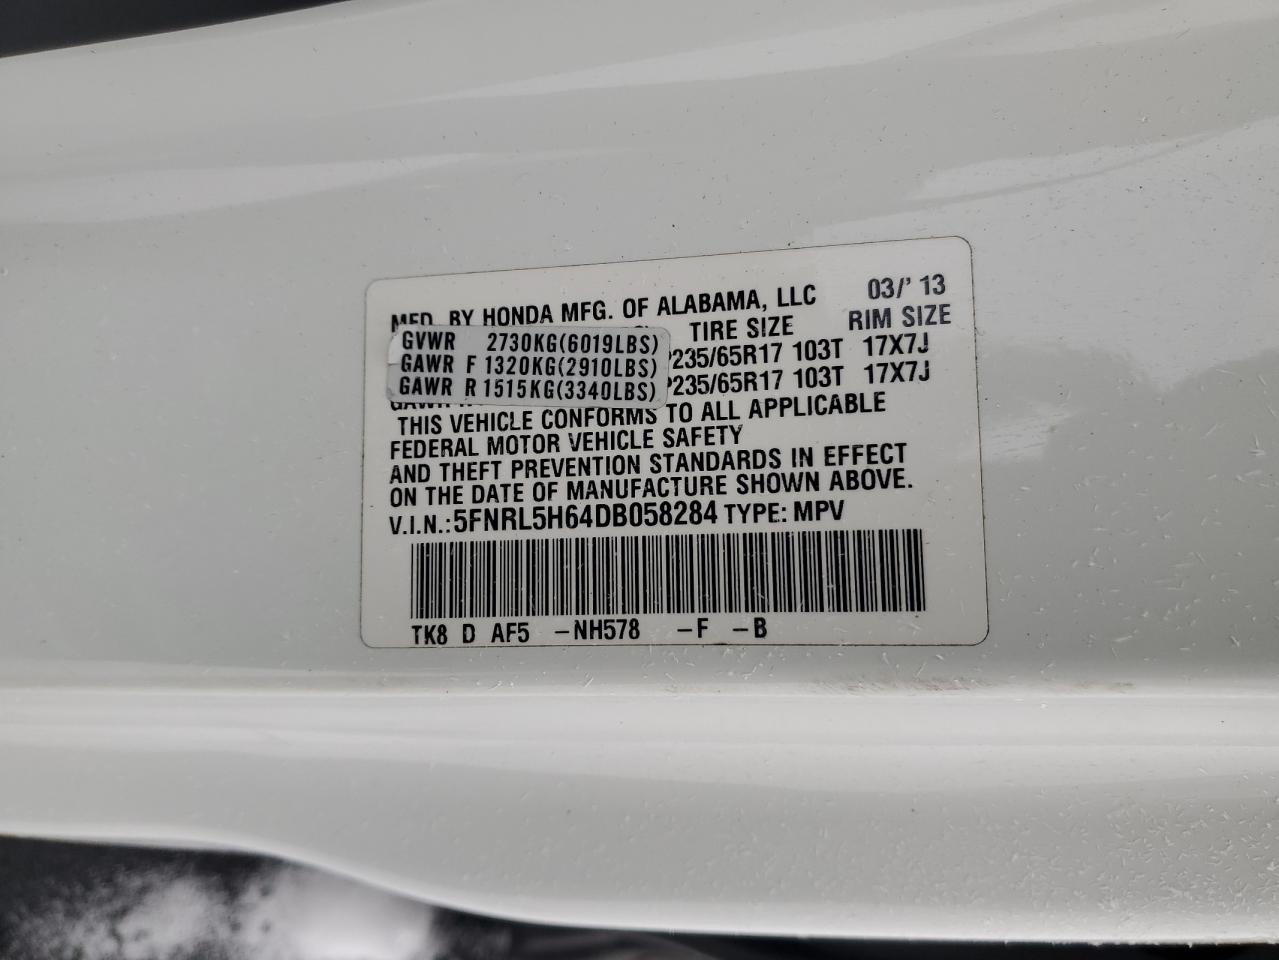 MFD. BY HONDA MFG. OF ALABAMA, LLC 03/' 13
TIRE SIZE RIM SIZE
GVWR 2730KG(6019LBS)
GAWR F 1320KG(2910LBS) P235/65R17 103T 17X7J
GAWR R 1515KG(3340LBS) P235/65R17 103T 17X7J
THIS VEHICLE CONFORMS TO ALL APPLICABLE
FEDERAL MOTOR VEHICLE SAFETY
AND THEFT PREVENTION STANDARDS IN EFFECT
ON THE DATE OF MANUFACTURE SHOWN ABOVE.
V.I.N.:5FNRL5H64DB058284 TYPE: MPV
TK8 D AF5 -NH578 -F -B